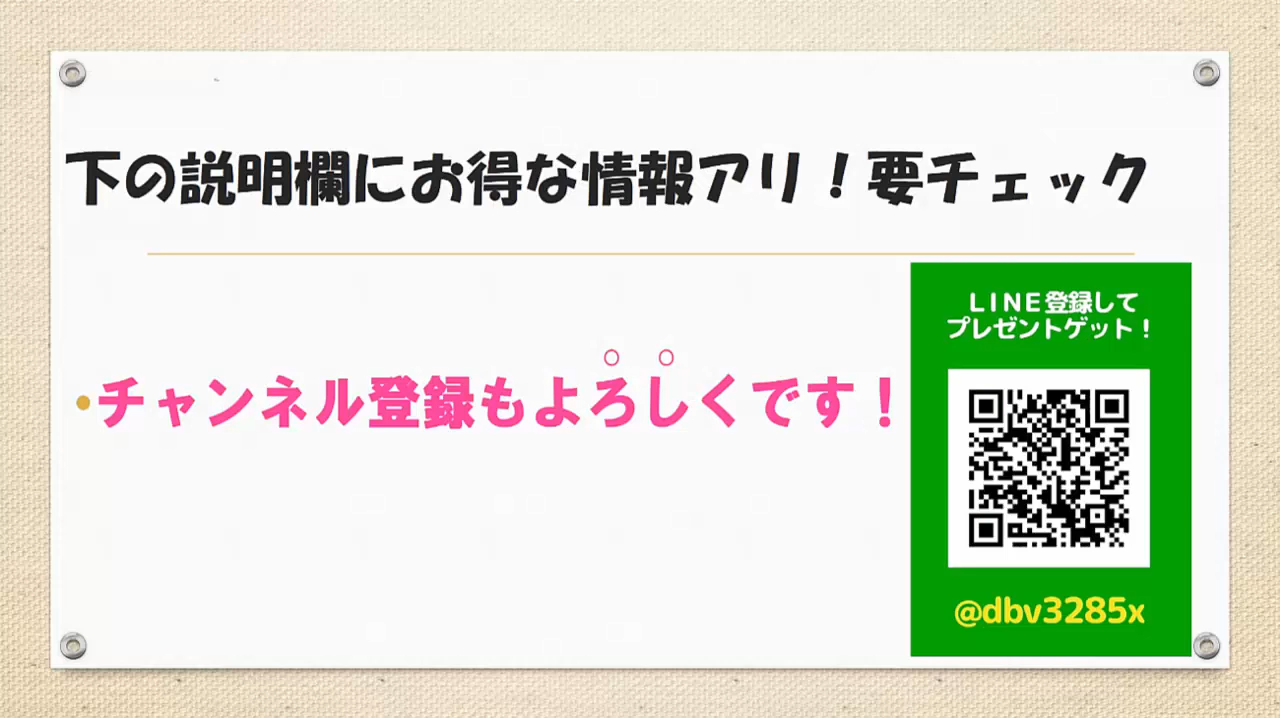 下の説明欄にお得な情報アリ！要チェック
•チャンネル登録もよろしくです！
LINE登録して
プレゼントゲット！
@dbv3285x